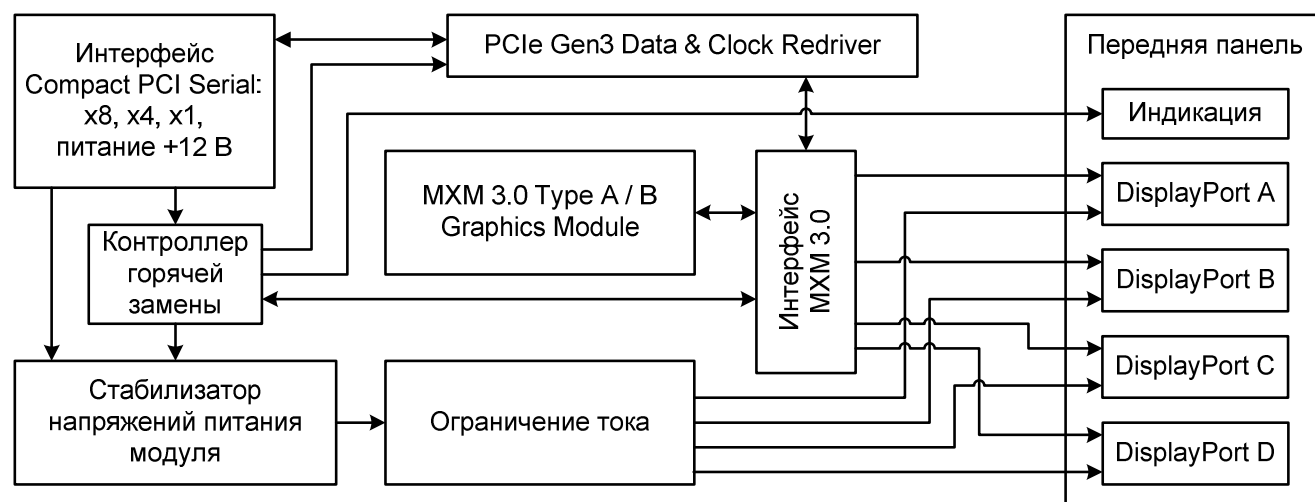 Интерфейс
Compact PCI Serial:
x8, x4, x1,
питание +12 В
PCIe Gen3 Data & Clock Redriver
Передняя панель
Индикация
MXM 3.0 Type A / B
Graphics Module
Интерфейс
MXM 3.0
DisplayPort A
Контроллер
горячей
замены
DisplayPort B
DisplayPort C
Стабилизатор
напряжений питания
модуля
Ограничение тока
DisplayPort D